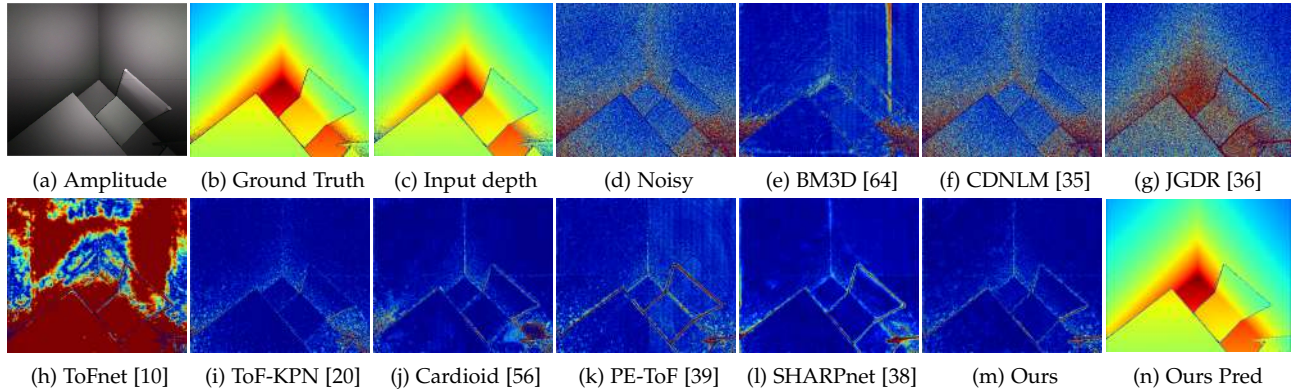 (a) Amplitude
(b) Ground Truth
(c) Input depth
(d) Noisy
(e) BM3D [64]
(f) CDNLM [35]
(g) JGDR [36]
(h) ToFnet [10]
(i) ToF-KPN [20]
(j) Cardioid [56]
(k) PE-ToF [39]
(l) SHARPnet [38]
(m) Ours
(n) Ours Pred